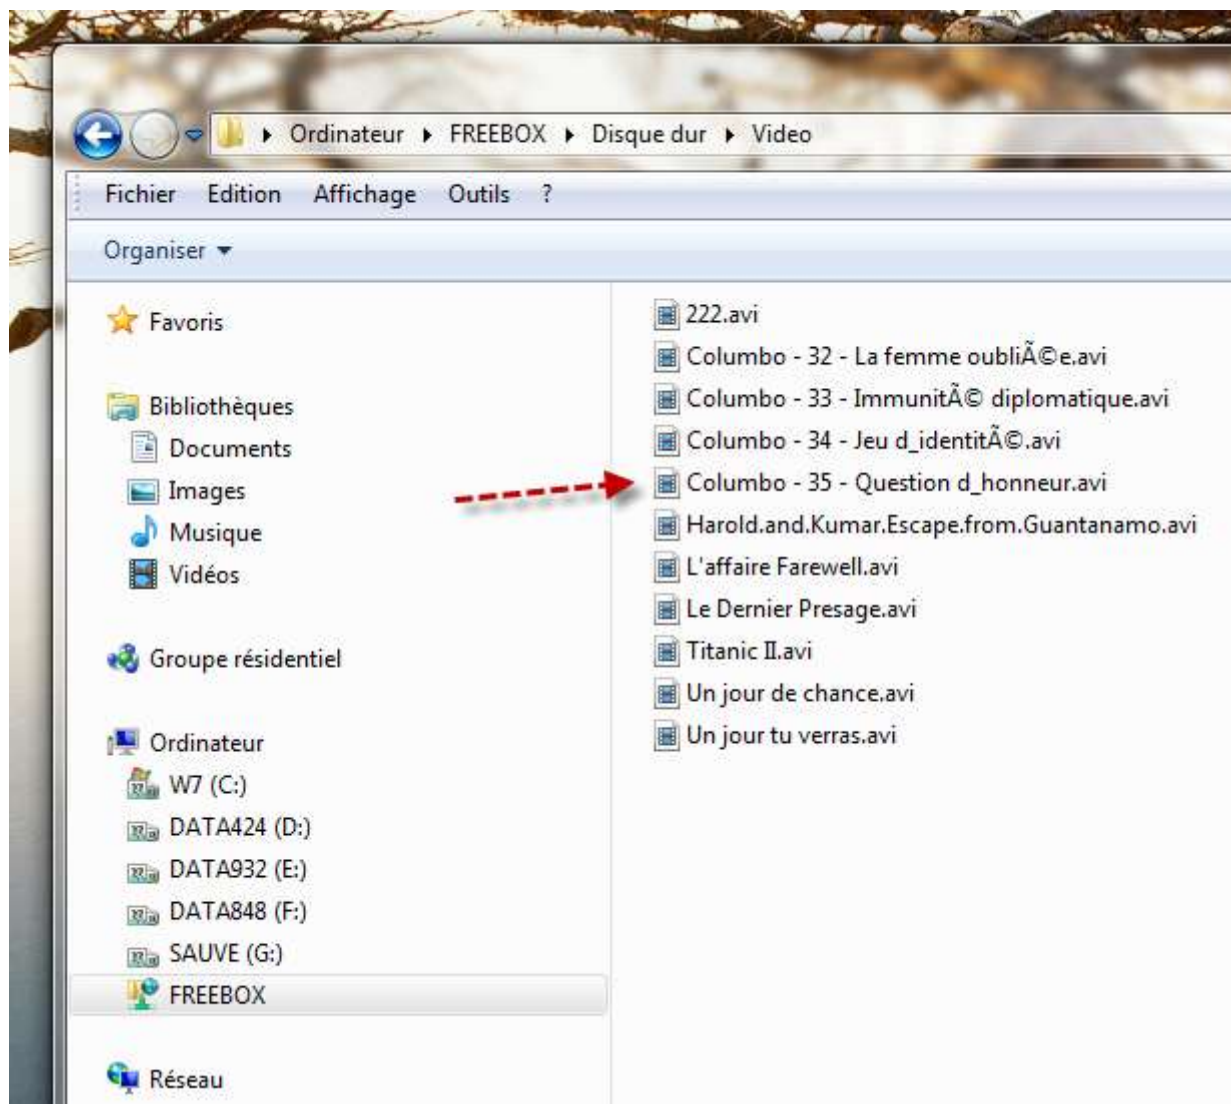 Ordinateur FREEBOX Disque dur Video
Fichier Edition Affichage Outils ?
Organiser
Favoris
Bibliothèques
Documents
Images
Musique
Vidéos
Groupe résidentiel
Ordinateur
W7 (C:)
DATA424 (D:)
DATA932 (E:)
DATA848 (F:)
SAUVE (G:)
FREEBOX
Réseau
222.avi
Columbo - 32 - La femme oubliÃ©e.avi
Columbo - 33 - ImmunitÃ© diplomatique.avi
Columbo - 34 - Jeu d_identitÃ©.avi
Columbo - 35 - Question d_honneur.avi
Harold.and.Kumar.Escape.from.Guantanamo.avi
L'affaire Farewell.avi
Le Dernier Presage.avi
Titanic II.avi
Un jour de chance.avi
Un jour tu verras.avi